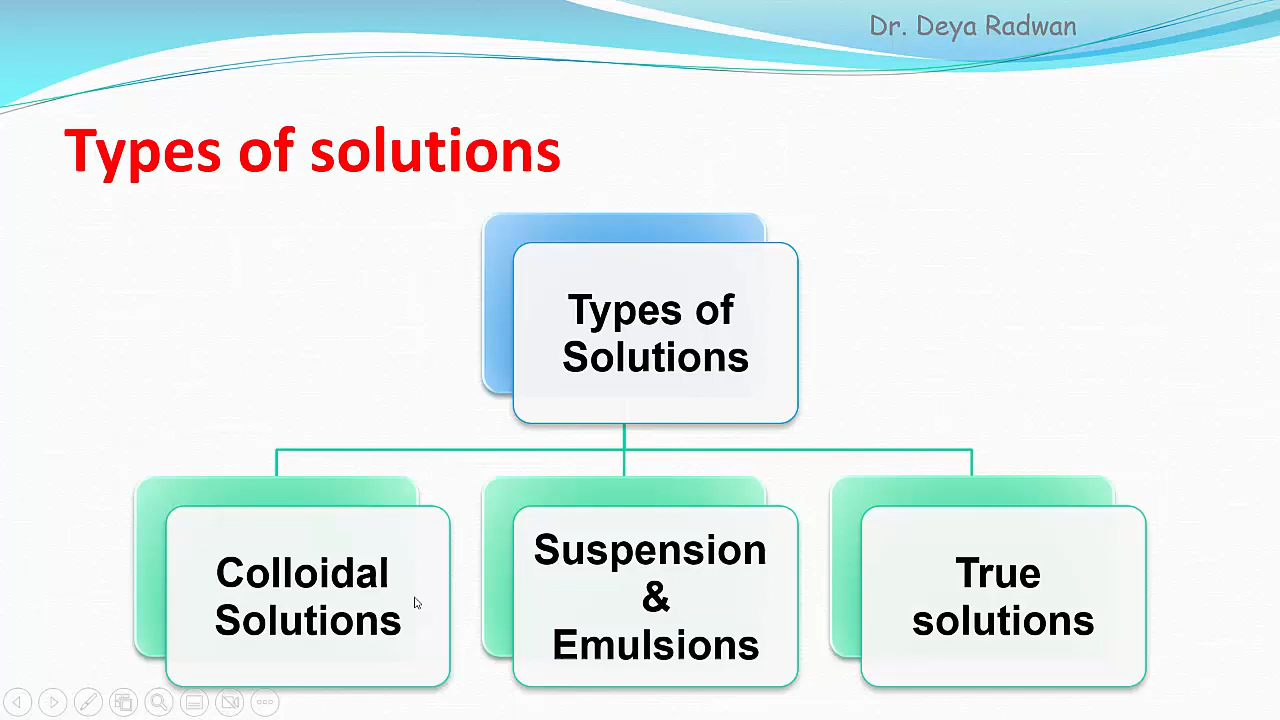 Dr. Deya Radwan
Types of solutions
Types of
Solutions
Colloidal
Solutions
Suspension
&
Emulsions
True
solutions